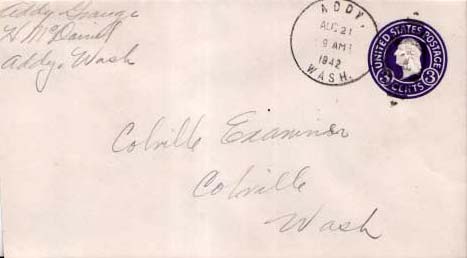 Addy Grange
H McDaniel
Addy, Wash
ADDY,
AUG 21
9 AM
1942
WASH.
UNITED STATES POSTAGE
3 CENTS 3
Colville Examiner
Colville
Wash